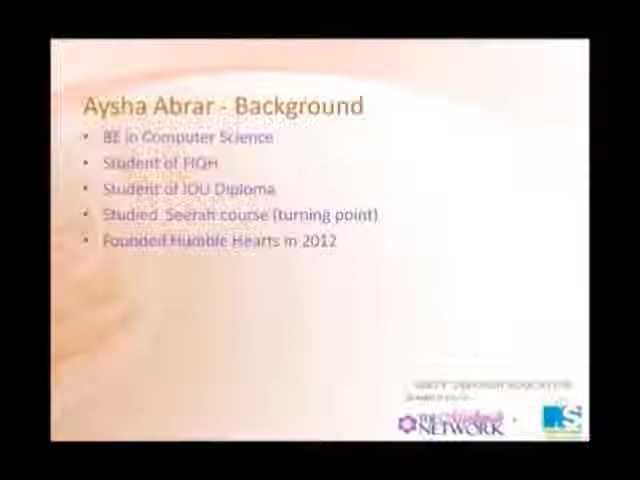 Aysha Abrar - Background
• BE in Computer Science
• Student of FIQH
• Student of IOU Diploma
• Studied Seerah course (turning point)
• Founded Humble Hearts in 2012
THE
NETWORK